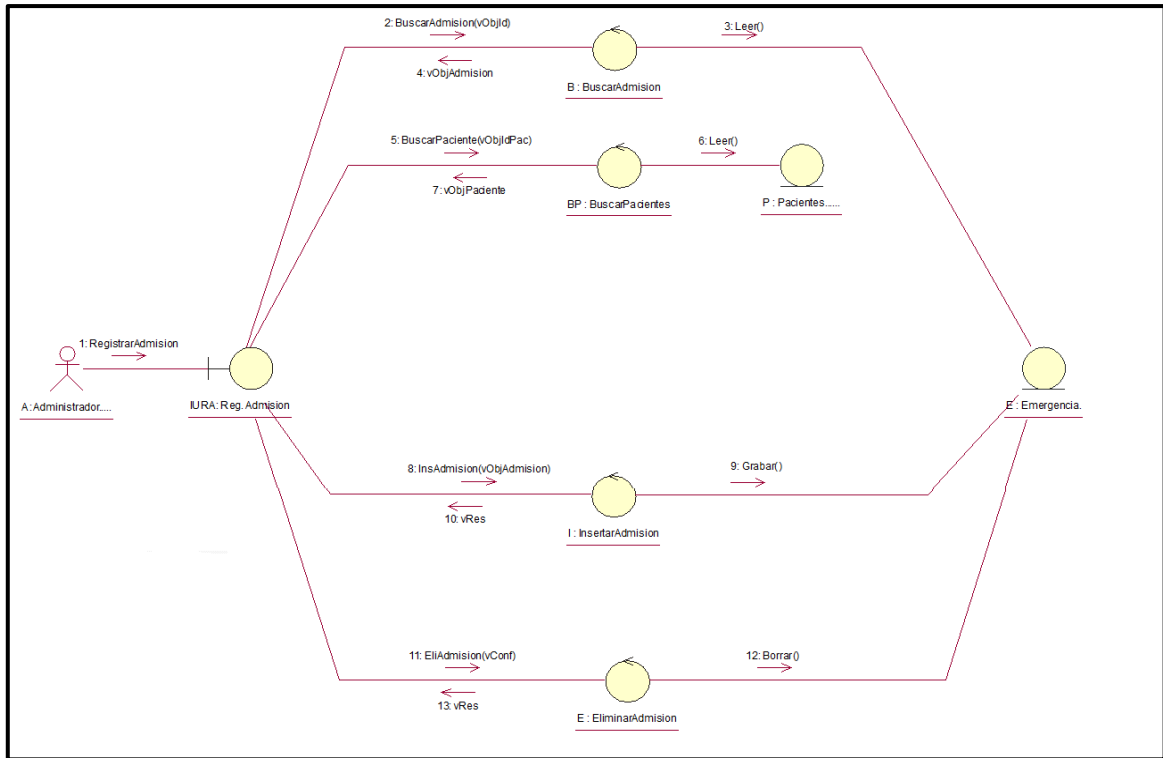 2: BuscarAdmision(vObjId)
3: Leer()
4: vObjAdmision
B : BuscarAdmision
5: BuscarPaciente(vObjIdPac)
6: Leer()
7: vObjPaciente
BP : BuscarPacientes
P : Pacientes......
1: RegistrarAdmision
A: Administrador.....
IURA: Reg. Admision
E : Emergencia.
8: InsAdmision(vObjAdmision)
9: Grabar()
10: vRes
I : InsertarAdmision
11: EliAdmision(vConf)
12: Borrar()
13: vRes
E : EliminarAdmision